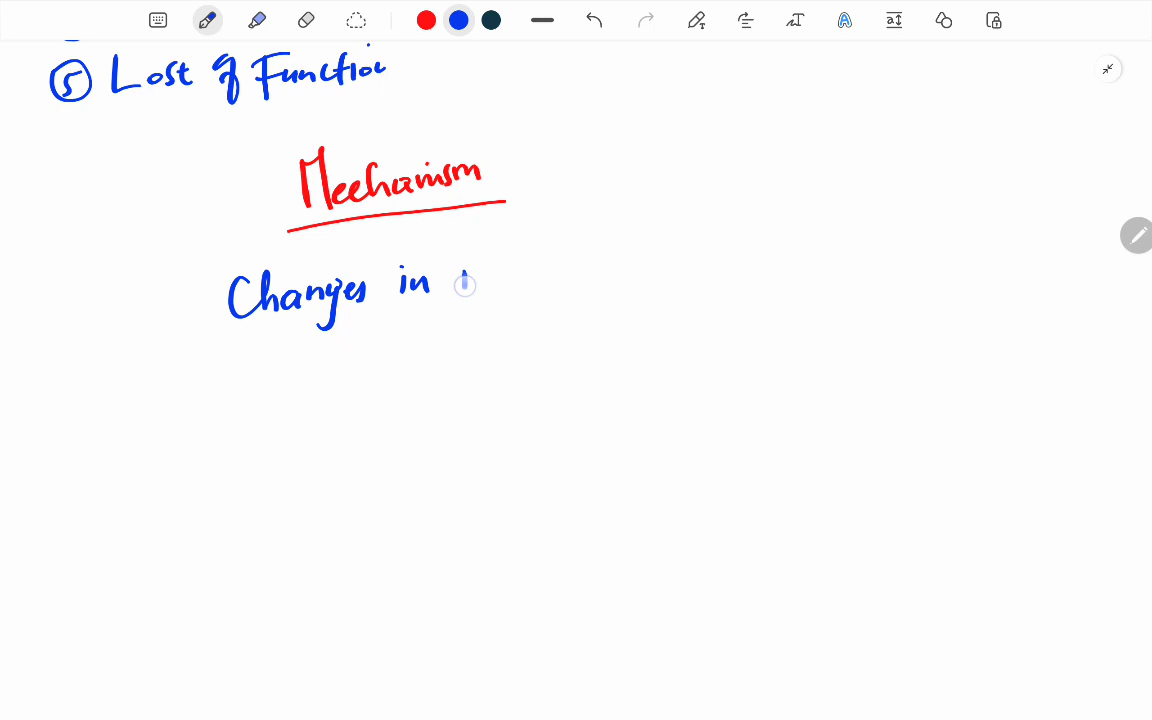 ⑤ Lost of Functio
Mechanism
Changes in